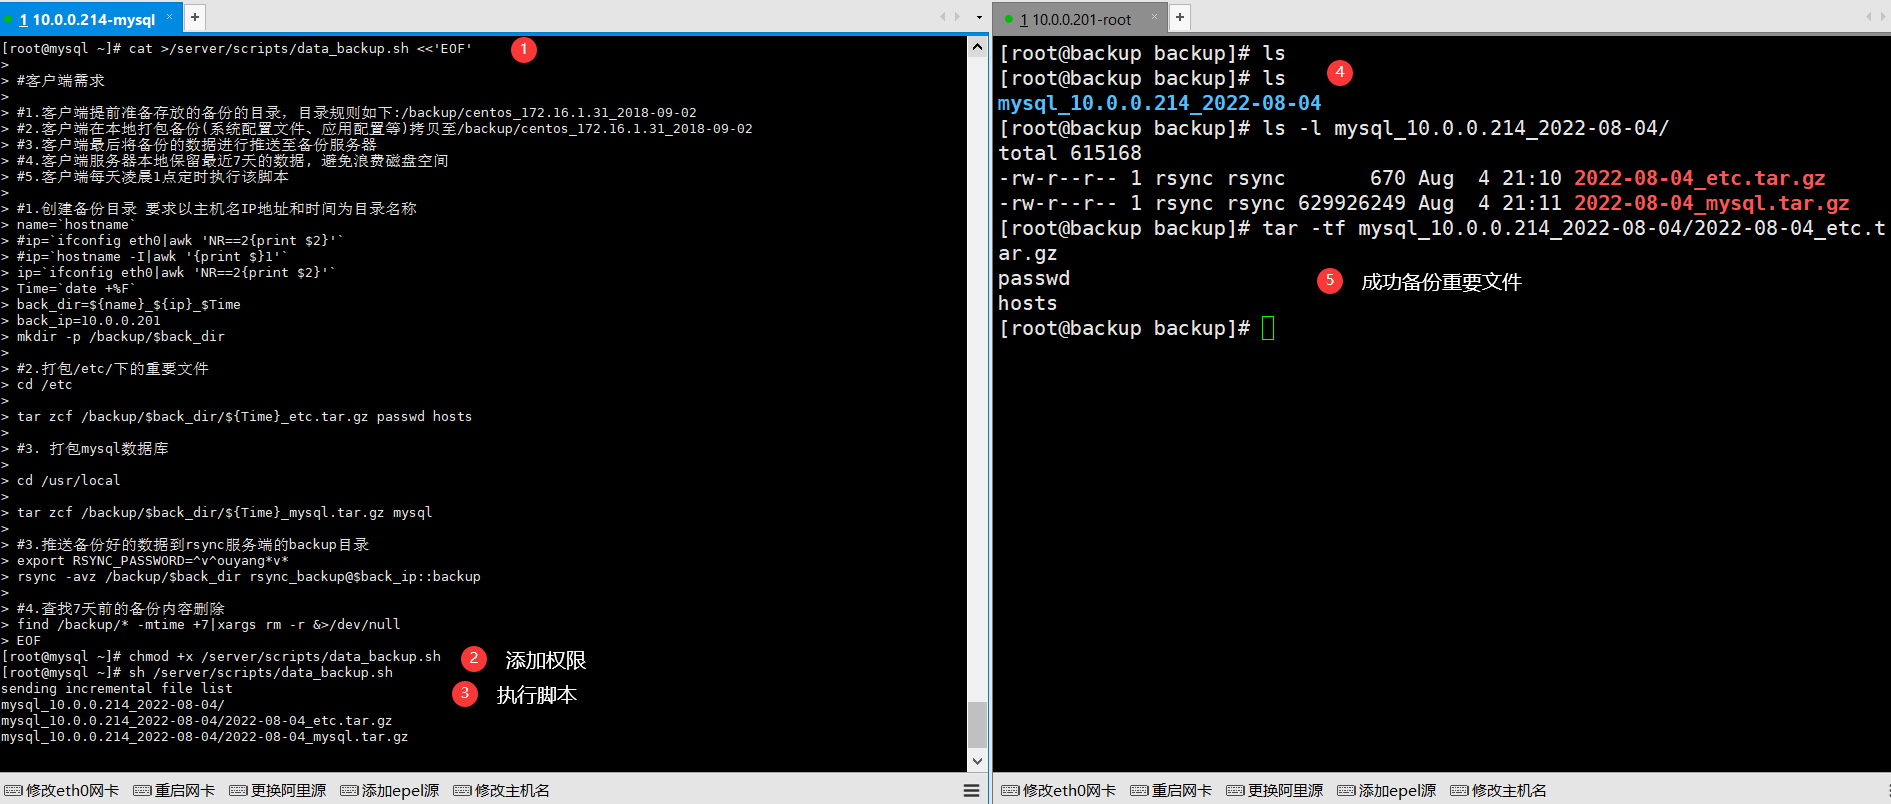 1 10.0.0.214-mysql × +
[root@mysql ~]# cat >/server/scripts/data_backup.sh <<'EOF'
1
>
> #客户端需求
>
> #1.客户端提前准备存放的备份的目录，目录规则如下:/backup/centos_172.16.1.31_2018-09-02
> #2.客户端在本地打包备份(系统配置文件、应用配置等)拷贝至/backup/centos_172.16.1.31_2018-09-02
> #3.客户端最后将备份的数据进行推送至备份服务器
> #4.客户端服务器本地保留最近7天的数据，避免浪费磁盘空间
> #5.客户端每天凌晨1点定时执行该脚本
>
> #1.创建备份目录 要求以主机名IP地址和时间为目录名称
> name=`hostname`
> #ip=`ifconfig eth0|awk 'NR==2{print $2}'`
> #ip=`hostname -I|awk '{print $}1'`
> ip=`ifconfig eth0|awk 'NR==2{print $2}'`
> Time=`date +%F`
> back_dir=${name}_${ip}_$Time
> back_ip=10.0.0.201
> mkdir -p /backup/$back_dir
>
> #2.打包/etc/下的重要文件
> cd /etc
>
> tar zcf /backup/$back_dir/${Time}_etc.tar.gz passwd hosts
>
> #3. 打包mysql数据库
>
> cd /usr/local
>
> tar zcf /backup/$back_dir/${Time}_mysql.tar.gz mysql
>
> #3.推送备份好的数据到rsync服务端的backup目录
> export RSYNC_PASSWORD=^v^ouyang*v*
> rsync -avz /backup/$back_dir rsync_backup@$back_ip::backup
>
> #4.查找7天前的备份内容删除
> find /backup/* -mtime +7|xargs rm -r &>/dev/null
> EOF
[root@mysql ~]# chmod +x /server/scripts/data_backup.sh
2 添加权限
[root@mysql ~]# sh /server/scripts/data_backup.sh
sending incremental file list
3 执行脚本
mysql_10.0.0.214_2022-08-04/
mysql_10.0.0.214_2022-08-04/2022-08-04_etc.tar.gz
mysql_10.0.0.214_2022-08-04/2022-08-04_mysql.tar.gz
修改eth0网卡 重启网卡 更换阿里源 添加epel源 修改主机名
1 10.0.0.201-root × +
[root@backup backup]# ls
[root@backup backup]# ls
4
mysql_10.0.0.214_2022-08-04
[root@backup backup]# ls -l mysql_10.0.0.214_2022-08-04/
total 615168
-rw-r--r-- 1 rsync rsync       670 Aug  4 21:10 2022-08-04_etc.tar.gz
-rw-r--r-- 1 rsync rsync 629926249 Aug  4 21:11 2022-08-04_mysql.tar.gz
[root@backup backup]# tar -tf mysql_10.0.0.214_2022-08-04/2022-08-04_etc.t
ar.gz
passwd
5 成功备份重要文件
hosts
[root@backup backup]#
修改eth0网卡 重启网卡 更换阿里源 添加epel源 修改主机名